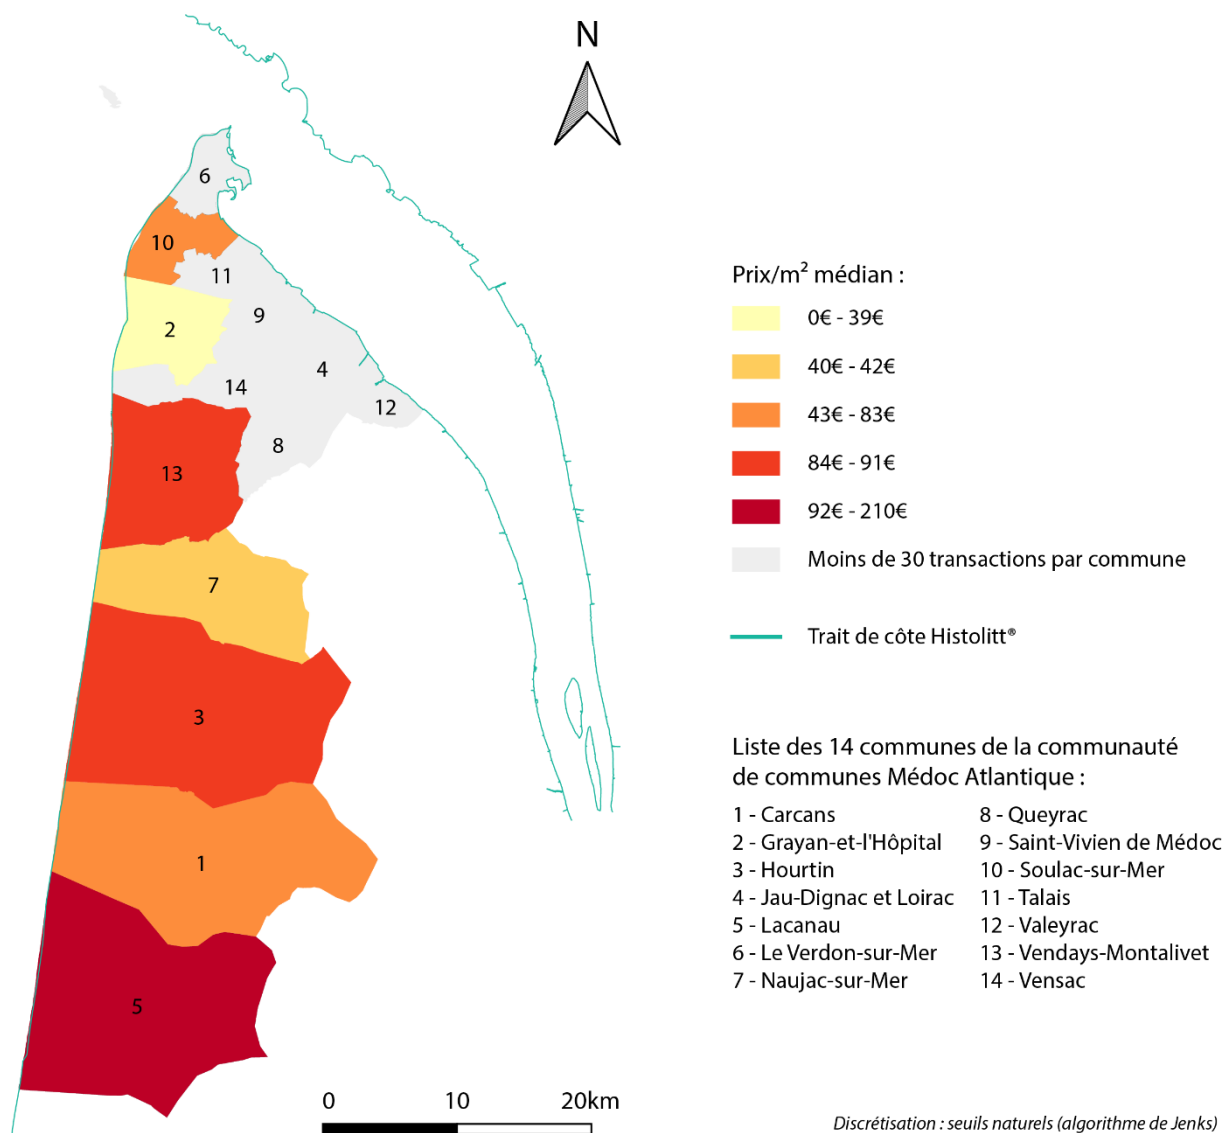 N
6
10
11
9
2
4
14
12
8
13
7
3
1
5
Prix/m² médian :
0€ - 39€
40€ - 42€
43€ - 83€
84€ - 91€
92€ - 210€
Moins de 30 transactions par commune
Trait de côte Histolitt®
Liste des 14 communes de la communauté
de communes Médoc Atlantique :
1 - Carcans
2 - Grayan-et-l'Hôpital
3 - Hourtin
4 - Jau-Dignac et Loirac
5 - Lacanau
6 - Le Verdon-sur-Mer
7 - Naujac-sur-Mer
8 - Queyrac
9 - Saint-Vivien de Médoc
10 - Soulac-sur-Mer
11 - Talais
12 - Valeyrac
13 - Vendays-Montalivet
14 - Vensac
0 10 20km
Discrétisation : seuils naturels (algorithme de Jenks)